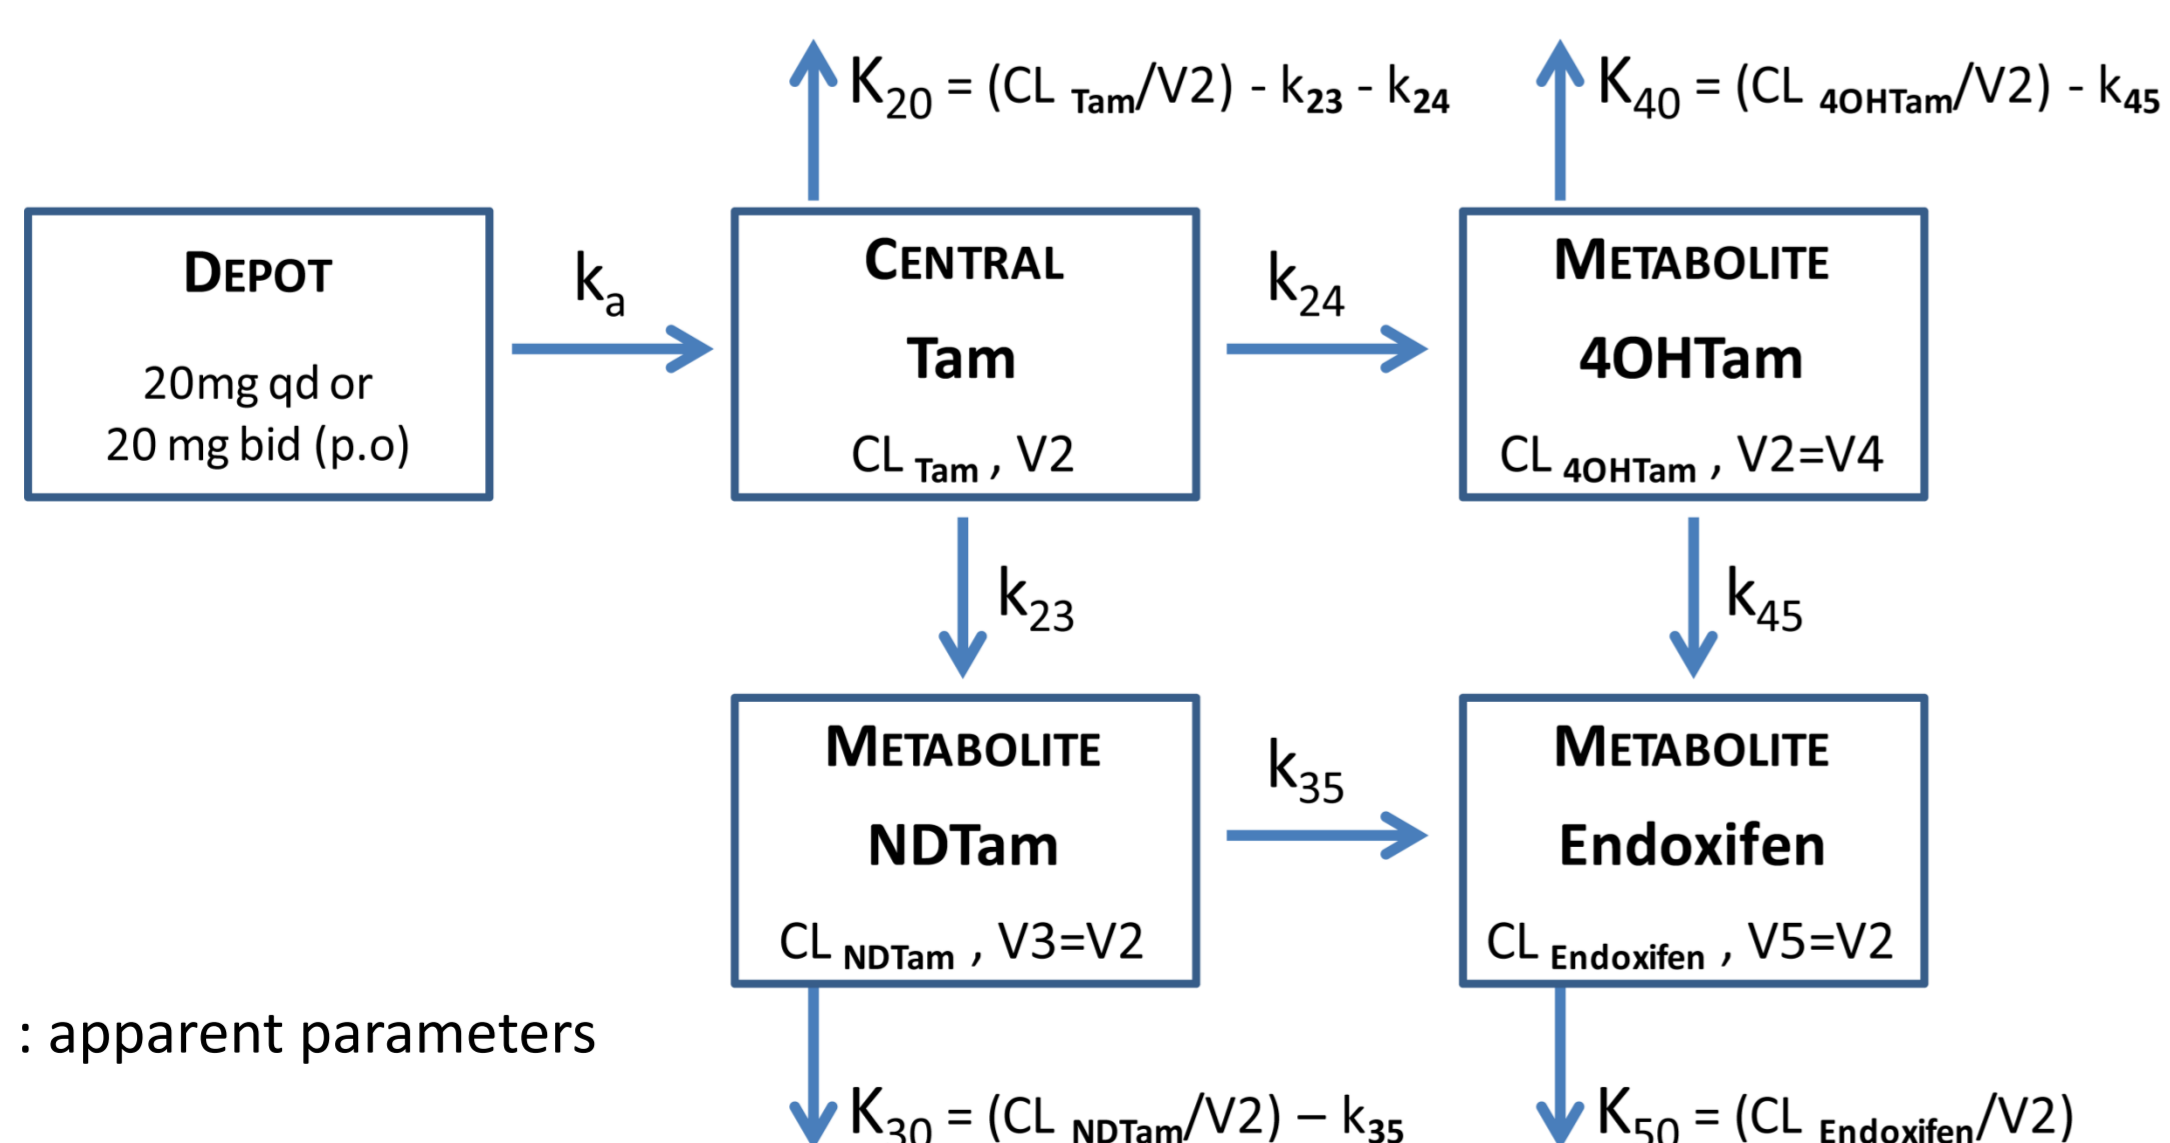 K20 = (CL Tam/V2) - k23 - k24
K40 = (CL 4OHTam/V2) - k45
DEPOT
20mg qd or
20 mg bid (p.o)
ka
CENTRAL
Tam
CL Tam , V2
k24
METABOLITE
4OHTam
CL 4OHTam , V2=V4
k23
k45
METABOLITE
NDTam
CL NDTam , V3=V2
k35
METABOLITE
Endoxifen
CL Endoxifen , V5=V2
: apparent parameters
K30 = (CL NDTam/V2) – k35
K50 = (CL Endoxifen/V2)